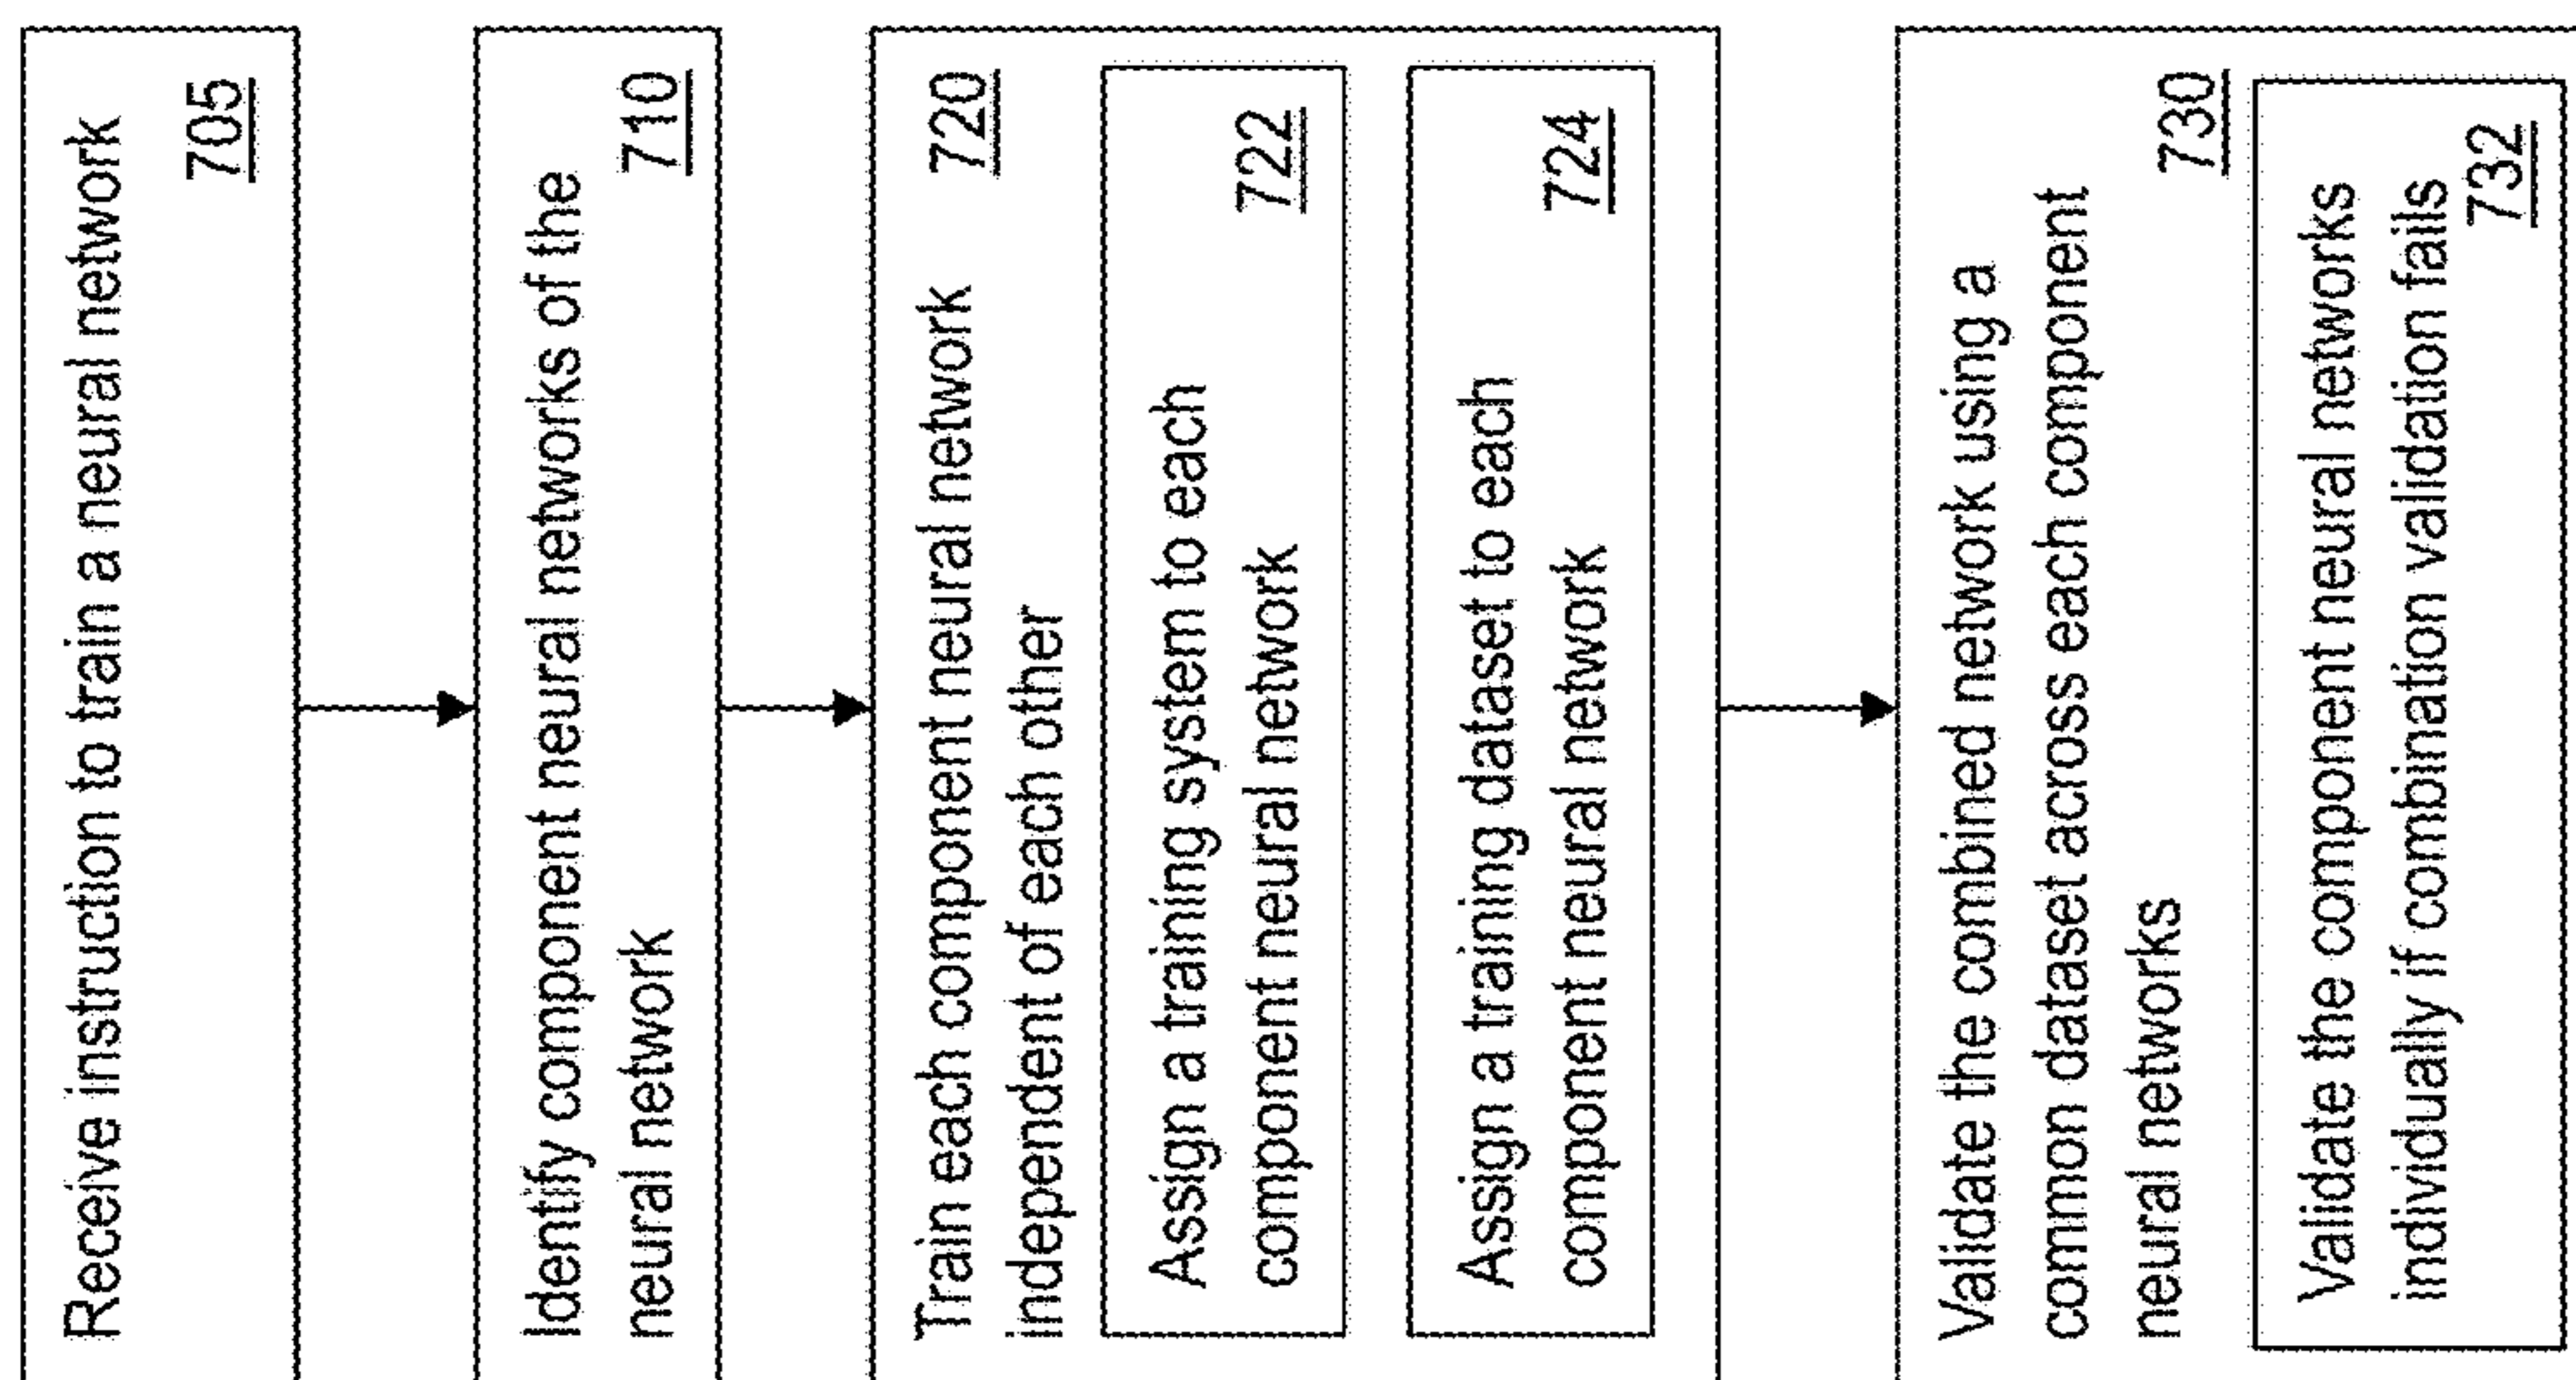 Receive instruction to train a neural network
705
Identify component neural networks of the
neural network
710
Train each component neural network
independent of each other
720
Assign a training system to each
component neural network
722
Assign a training dataset to each
component neural network
724
Validate the combined network using a
common dataset across each component
neural networks
730
Validate the component neural networks
individually if combination validation fails
732